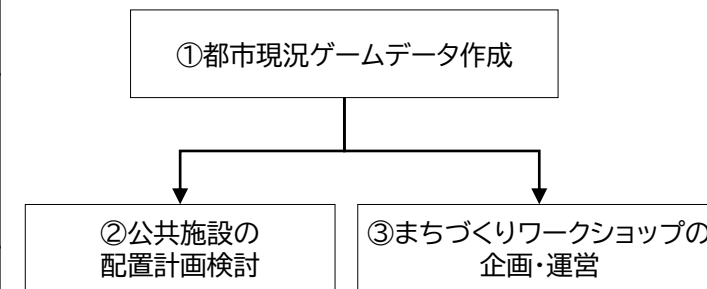 ①都市現況ゲームデータ作成
②公共施設の
配置計画検討
③まちづくりワークショップの
企画・運営